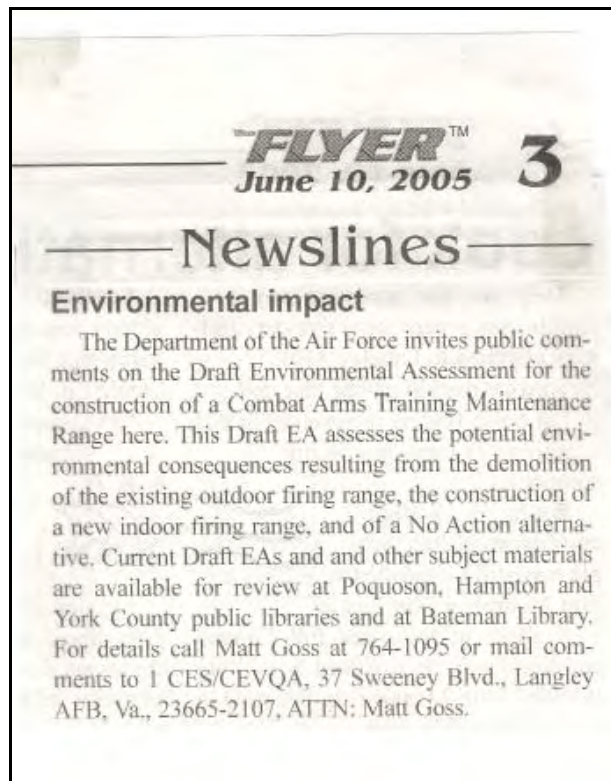 FLYER™ 3
June 10, 2005
Newslines
Environmental impact
The Department of the Air Force invites public com-
ments on the Draft Environmental Assessment for the
construction of a Combat Arms Training Maintenance
Range here. This Draft EA assesses the potential envi-
ronmental consequences resulting from the demolition
of the existing outdoor firing range, the construction of
a new indoor firing range, and of a No Action alterna-
tive. Current Draft EAs and and other subject materials
are available for review at Poquoson, Hampton and
York County public libraries and at Bateman Library.
For details call Matt Goss at 764-1095 or mail com-
ments to 1 CES/CEVQA, 37 Sweeney Blvd., Langley
AFB, Va., 23665-2107, ATTN: Matt Goss.